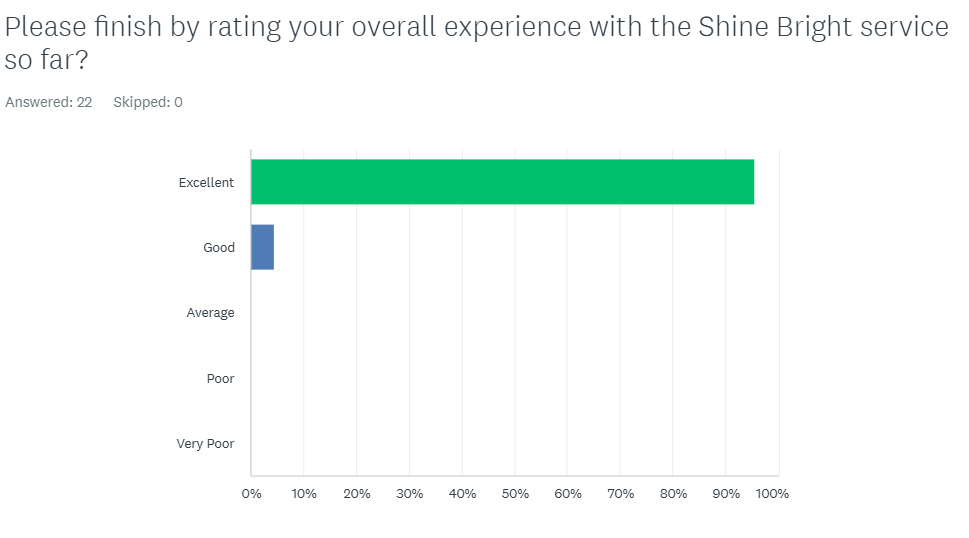 Please finish by rating your overall experience with the Shine Bright service
so far?
Answered: 22 Skipped: 0
Excellent
Good
Average
Poor
Very Poor
0% 10% 20% 30% 40% 50% 60% 70% 80% 90% 100%